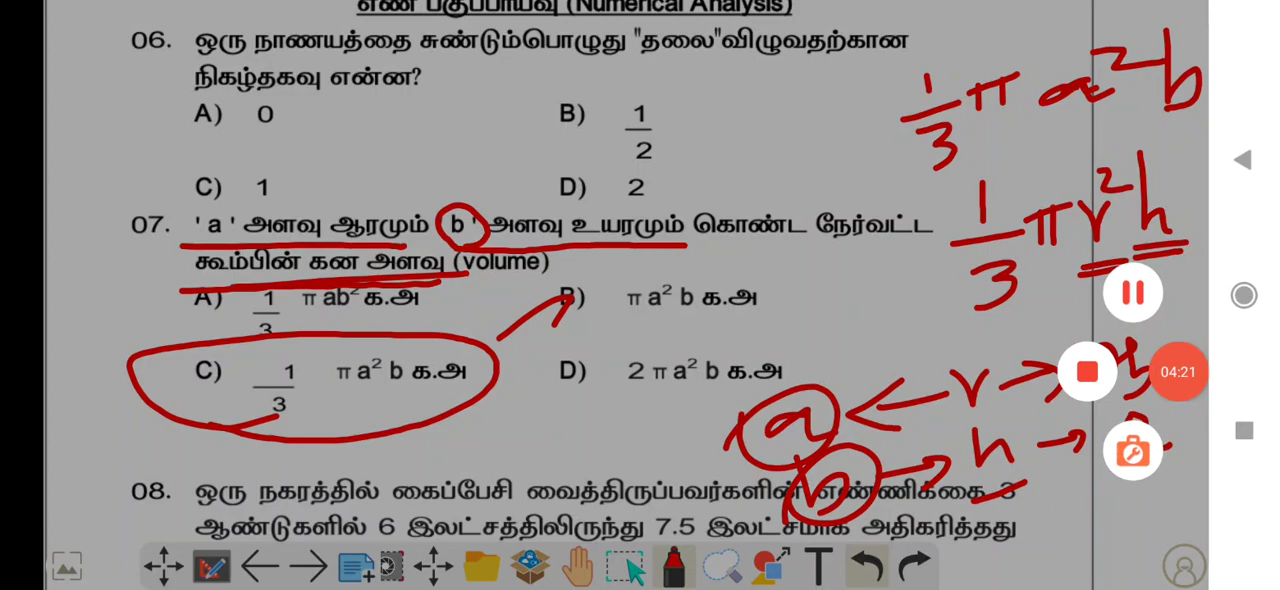 எண் பகுப்பாய்வு (Numerical Analysis)
06. ஒரு நாணயத்தை சுண்டும்பொழுது "தலை"விழுவதற்கான
நிகழ்தகவு என்ன?
A) 0 B) 1/2
C) 1 D) 2
07. ' a ' அளவு ஆரமும் b ' அளவு உயரமும் கொண்ட நேர்வட்ட
கூம்பின் கன அளவு (volume)
A) 1/3 π ab² க.அ B) π a² b க.அ
C) 1/3 π a² b க.அ D) 2 π a² b க.அ
08. ஒரு நகரத்தில் கைப்பேசி வைத்திருப்பவர்களின் எண்ணிக்கை 3
ஆண்டுகளில் 6 இலட்சத்திலிருந்து 7.5 இலட்சமாக அதிகரித்தது
1/3 π a² b
1/3 π r² h
a r
b h
04:21
T